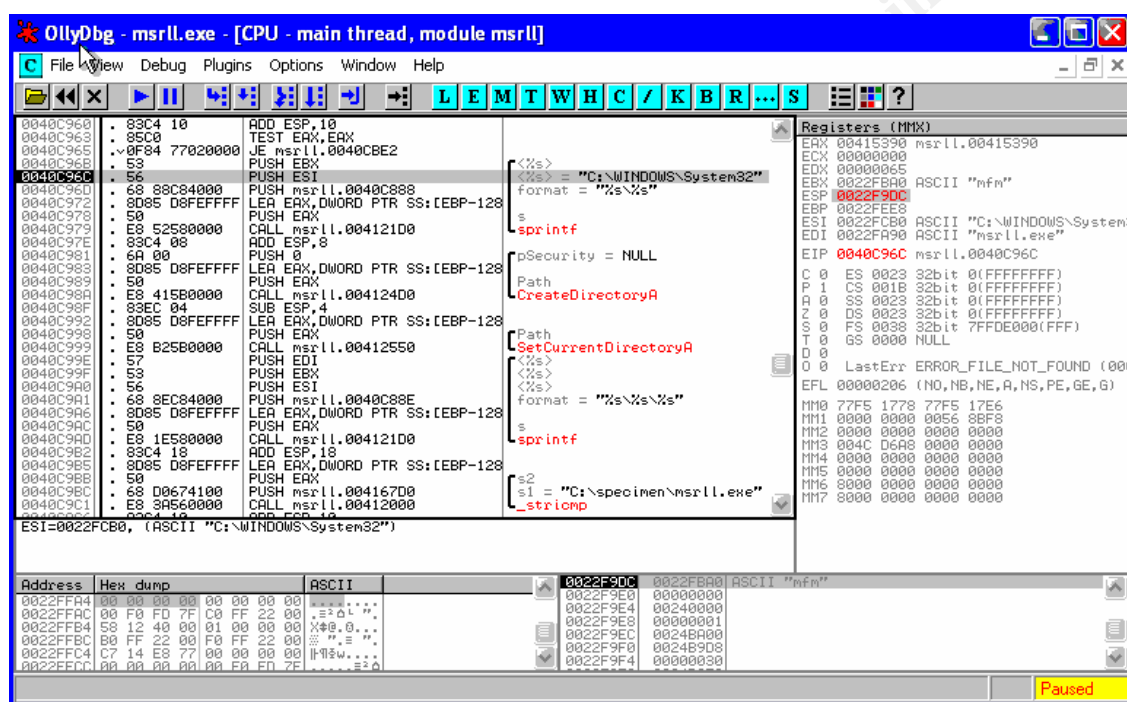 OllyDbg - msrll.exe - [CPU - main thread, module msrll]
C File View Debug Plugins Options Window Help
L E M T W H C / K B R ... S ?
0040C960 . 83C4 10 ADD ESP,10
0040C963 . 85C0 TEST EAX,EAX
0040C965 .v0F84 77020000 JE msrll.0040CBE2
0040C96B . 53 PUSH EBX <%s>
0040C96C . 56 PUSH ESI <%s> = "C:\WINDOWS\System32"
0040C96D . 68 88C84000 PUSH msrll.0040C888 format = "%s\%s"
0040C972 . 8D85 D8FEFFFF LEA EAX,DWORD PTR SS:[EBP-128
0040C978 . 50 PUSH EAX s
0040C979 . E8 52580000 CALL msrll.004121D0 sprintf
0040C97E . 83C4 08 ADD ESP,8
0040C981 . 6A 00 PUSH 0 pSecurity = NULL
0040C983 . 8D85 D8FEFFFF LEA EAX,DWORD PTR SS:[EBP-128
0040C989 . 50 PUSH EAX Path
0040C98A . E8 415B0000 CALL msrll.004124D0 CreateDirectoryA
0040C98F . 83EC 04 SUB ESP,4
0040C992 . 8D85 D8FEFFFF LEA EAX,DWORD PTR SS:[EBP-128
0040C998 . 50 PUSH EAX Path
0040C999 . E8 B25B0000 CALL msrll.00412550 SetCurrentDirectoryA
0040C99E . 57 PUSH EDI <%s>
0040C99F . 53 PUSH EBX <%s>
0040C9A0 . 56 PUSH ESI <%s>
0040C9A1 . 68 8EC84000 PUSH msrll.0040C88E format = "%s\%s\%s"
0040C9A6 . 8D85 D8FEFFFF LEA EAX,DWORD PTR SS:[EBP-128
0040C9AC . 50 PUSH EAX s
0040C9AD . E8 1E580000 CALL msrll.004121D0 sprintf
0040C9B2 . 83C4 18 ADD ESP,18
0040C9B5 . 8D85 D8FEFFFF LEA EAX,DWORD PTR SS:[EBP-128
0040C9BB . 50 PUSH EAX s2
0040C9BC . 68 D0674100 PUSH msrll.004167D0 s1 = "C:\specimen\msrll.exe"
0040C9C1 . E8 3A560000 CALL msrll.00412000 _stricmp
ESI=0022FCB0, (ASCII "C:\WINDOWS\System32")
Registers (MMX)
EAX 00415390 msrll.00415390
ECX 00000000
EDX 00000065
EBX 0022FBA0 ASCII "mfm"
ESP 0022F9DC
EBP 0022FEE8
ESI 0022FCB0 ASCII "C:\WINDOWS\System
EDI 0022FA90 ASCII "msrll.exe"
EIP 0040C96C msrll.0040C96C
C 0 ES 0023 32bit 0(FFFFFFFF)
P 1 CS 001B 32bit 0(FFFFFFFF)
A 0 SS 0023 32bit 0(FFFFFFFF)
Z 0 DS 0023 32bit 0(FFFFFFFF)
S 0 FS 0038 32bit 7FFDE000(FFF)
T 0 GS 0000 NULL
D 0
O 0 LastErr ERROR_FILE_NOT_FOUND (00
EFL 00000206 (NO,NB,NE,A,NS,PE,GE,G)
MM0 77F5 1778 77F5 17E6
MM1 0000 0000 0056 8BF8
MM2 0000 0000 0000 0000
MM3 004C D6A8 0000 0000
MM4 0000 0000 0000 0000
MM5 0000 0000 0000 0000
MM6 8000 0000 0000 0000
MM7 8000 0000 0000 0000
Address Hex dump ASCII
0022FFA4 00 00 00 00 00 00 00 00 ........
0022FFAC 00 F0 FD 7F C0 FF 22 00
0022FFB4 58 12 40 00 01 00 00 00
0022FFBC B0 FF 22 00 F0 FF 22 00
0022FFC4 C7 14 E8 77 00 00 00 00
0022FFCC 00 00 00 00 00 F0 FD 7F
0022F9DC 0022FBA0 ASCII "mfm"
0022F9E0 00000000
0022F9E4 00240000
0022F9E8 00000001
0022F9EC 0024BA00
0022F9F0 0024B9D8
0022F9F4 00000030
Paused